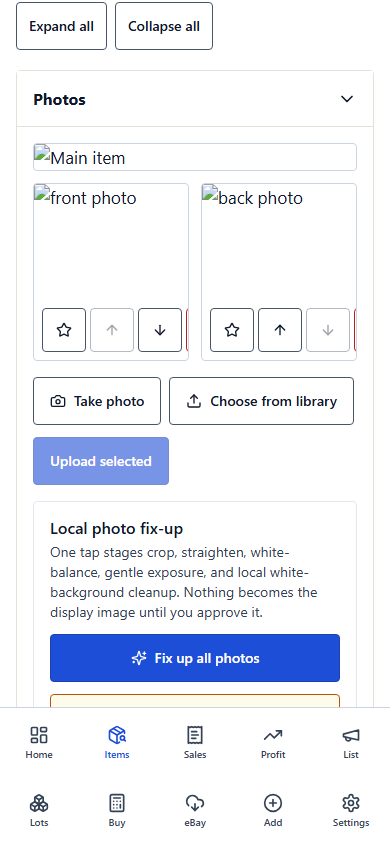 Expand all
Collapse all
Photos
Main item
front photo
back photo
Take photo
Choose from library
Upload selected
Local photo fix-up
One tap stages crop, straighten, white-
balance, gentle exposure, and local white-
background cleanup. Nothing becomes the
display image until you approve it.
Fix up all photos
Home
Items
Sales
Profit
List
Lots
Buy
eBay
Add
Settings